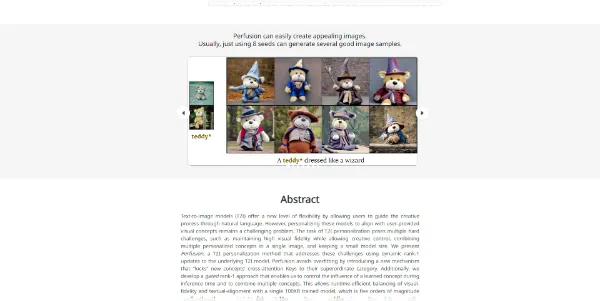 Perfusion can easily create appealing images.
Usually, just using 8 seeds can generate several good image samples.
teddy*
A teddy* dressed like a wizard
Abstract
Text-to-image models (T2I) offer a new level of flexibility by allowing users to guide the creative
process through natural language. However, personalizing these models to align with user-provided
visual concepts remains a challenging problem. The task of T2I personalization poses multiple hard
challenges, such as maintaining high visual fidelity while allowing creative control, combining
multiple personalized concepts in a single image, and keeping a small model size. We present
Perfusion, a T2I personalization method that addresses these challenges using dynamic rank-1
updates to the underlying T2I model. Perfusion avoids overfitting by introducing a new mechanism
that "locks" new concepts' cross-attention Keys to their superordinate category. Additionally, we
develop a gated rank-1 approach that enables us to control the influence of a learned concept during
inference time and to combine multiple concepts. This allows runtime efficient balancing of visual-
fidelity and textual-alignment with a single 100KB trained model, which is five orders of magnitude